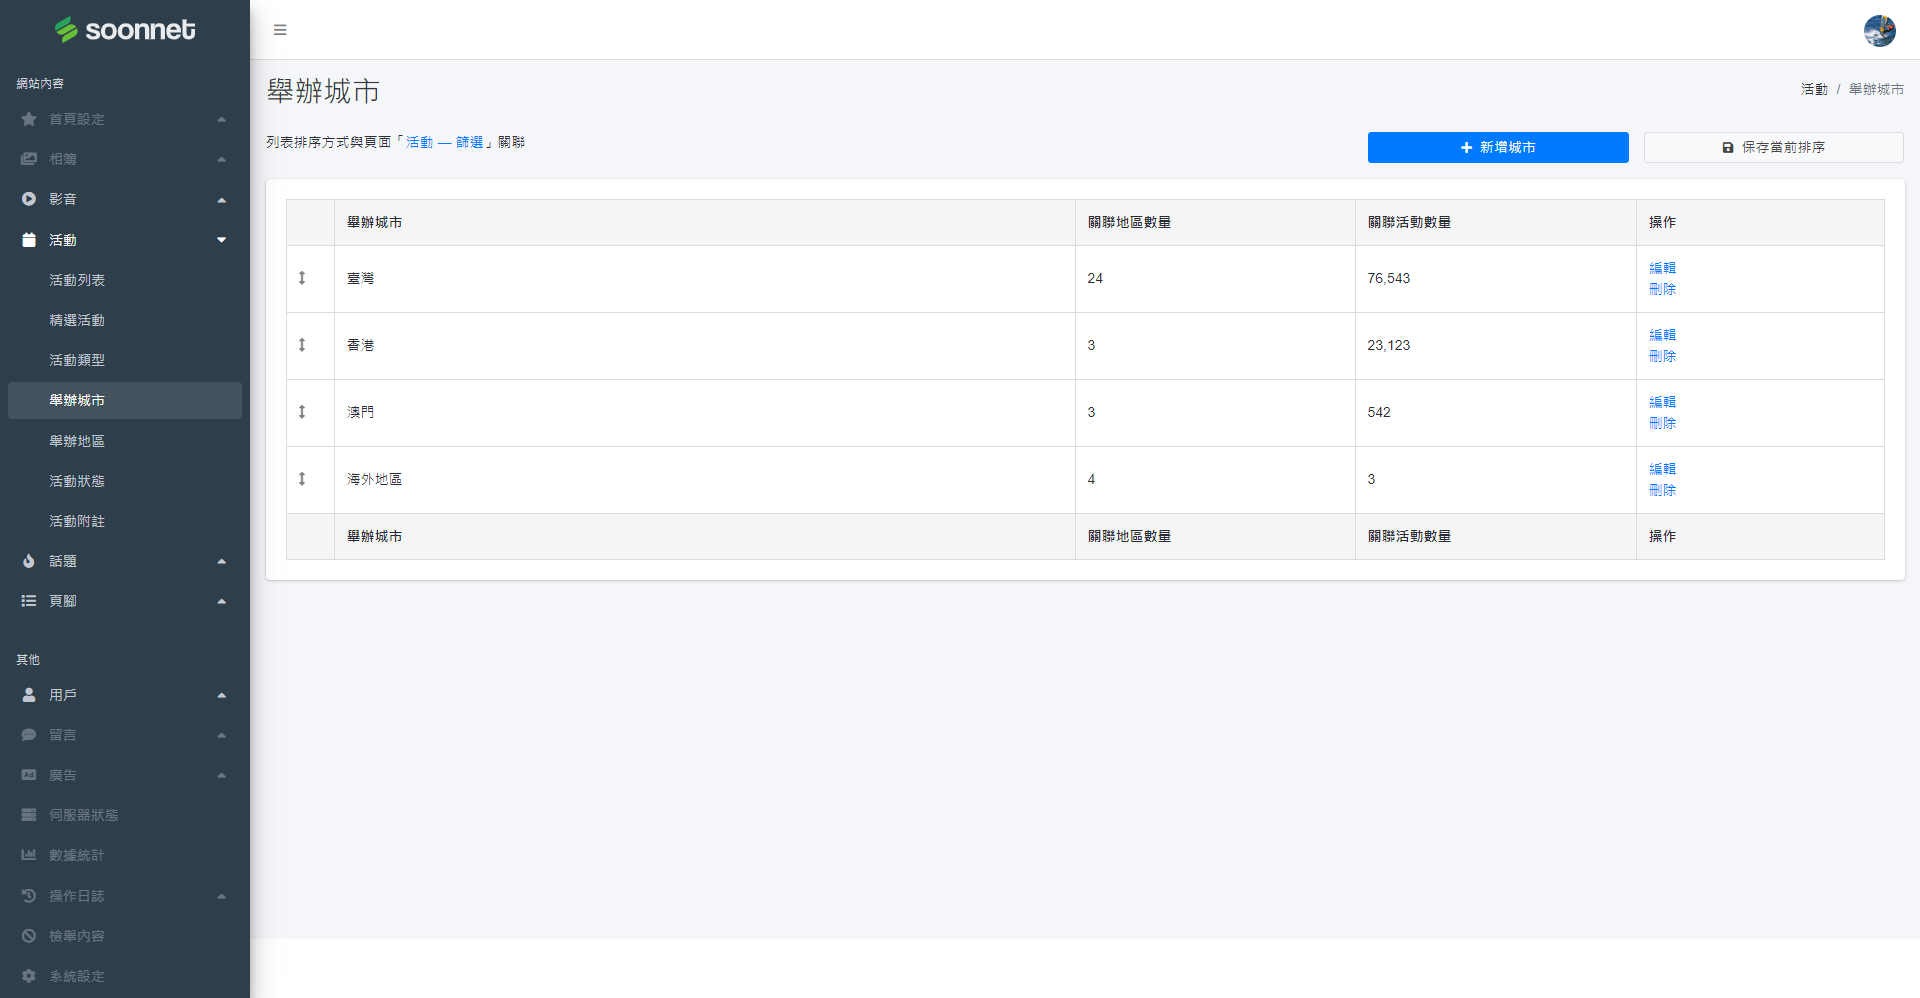 soonnet
網站內容
首頁設定
相簿
影音
活動
活動列表
精選活動
活動類型
舉辦城市
舉辦地區
活動狀態
活動附註
話題
頁腳
其他
用戶
留言
Ad 廣告
伺服器狀態
數據統計
操作日誌
檢舉內容
系統設定
舉辦城市
活動 / 舉辦城市
列表排序方式與頁面「活動 — 篩選」關聯
新增城市
保存當前排序
舉辦城市 關聯地區數量 關聯活動數量 操作
臺灣 24 76,543 編輯
刪除
香港 3 23,123 編輯
刪除
澳門 3 542 編輯
刪除
海外地區 4 3 編輯
刪除
舉辦城市 關聯地區數量 關聯活動數量 操作